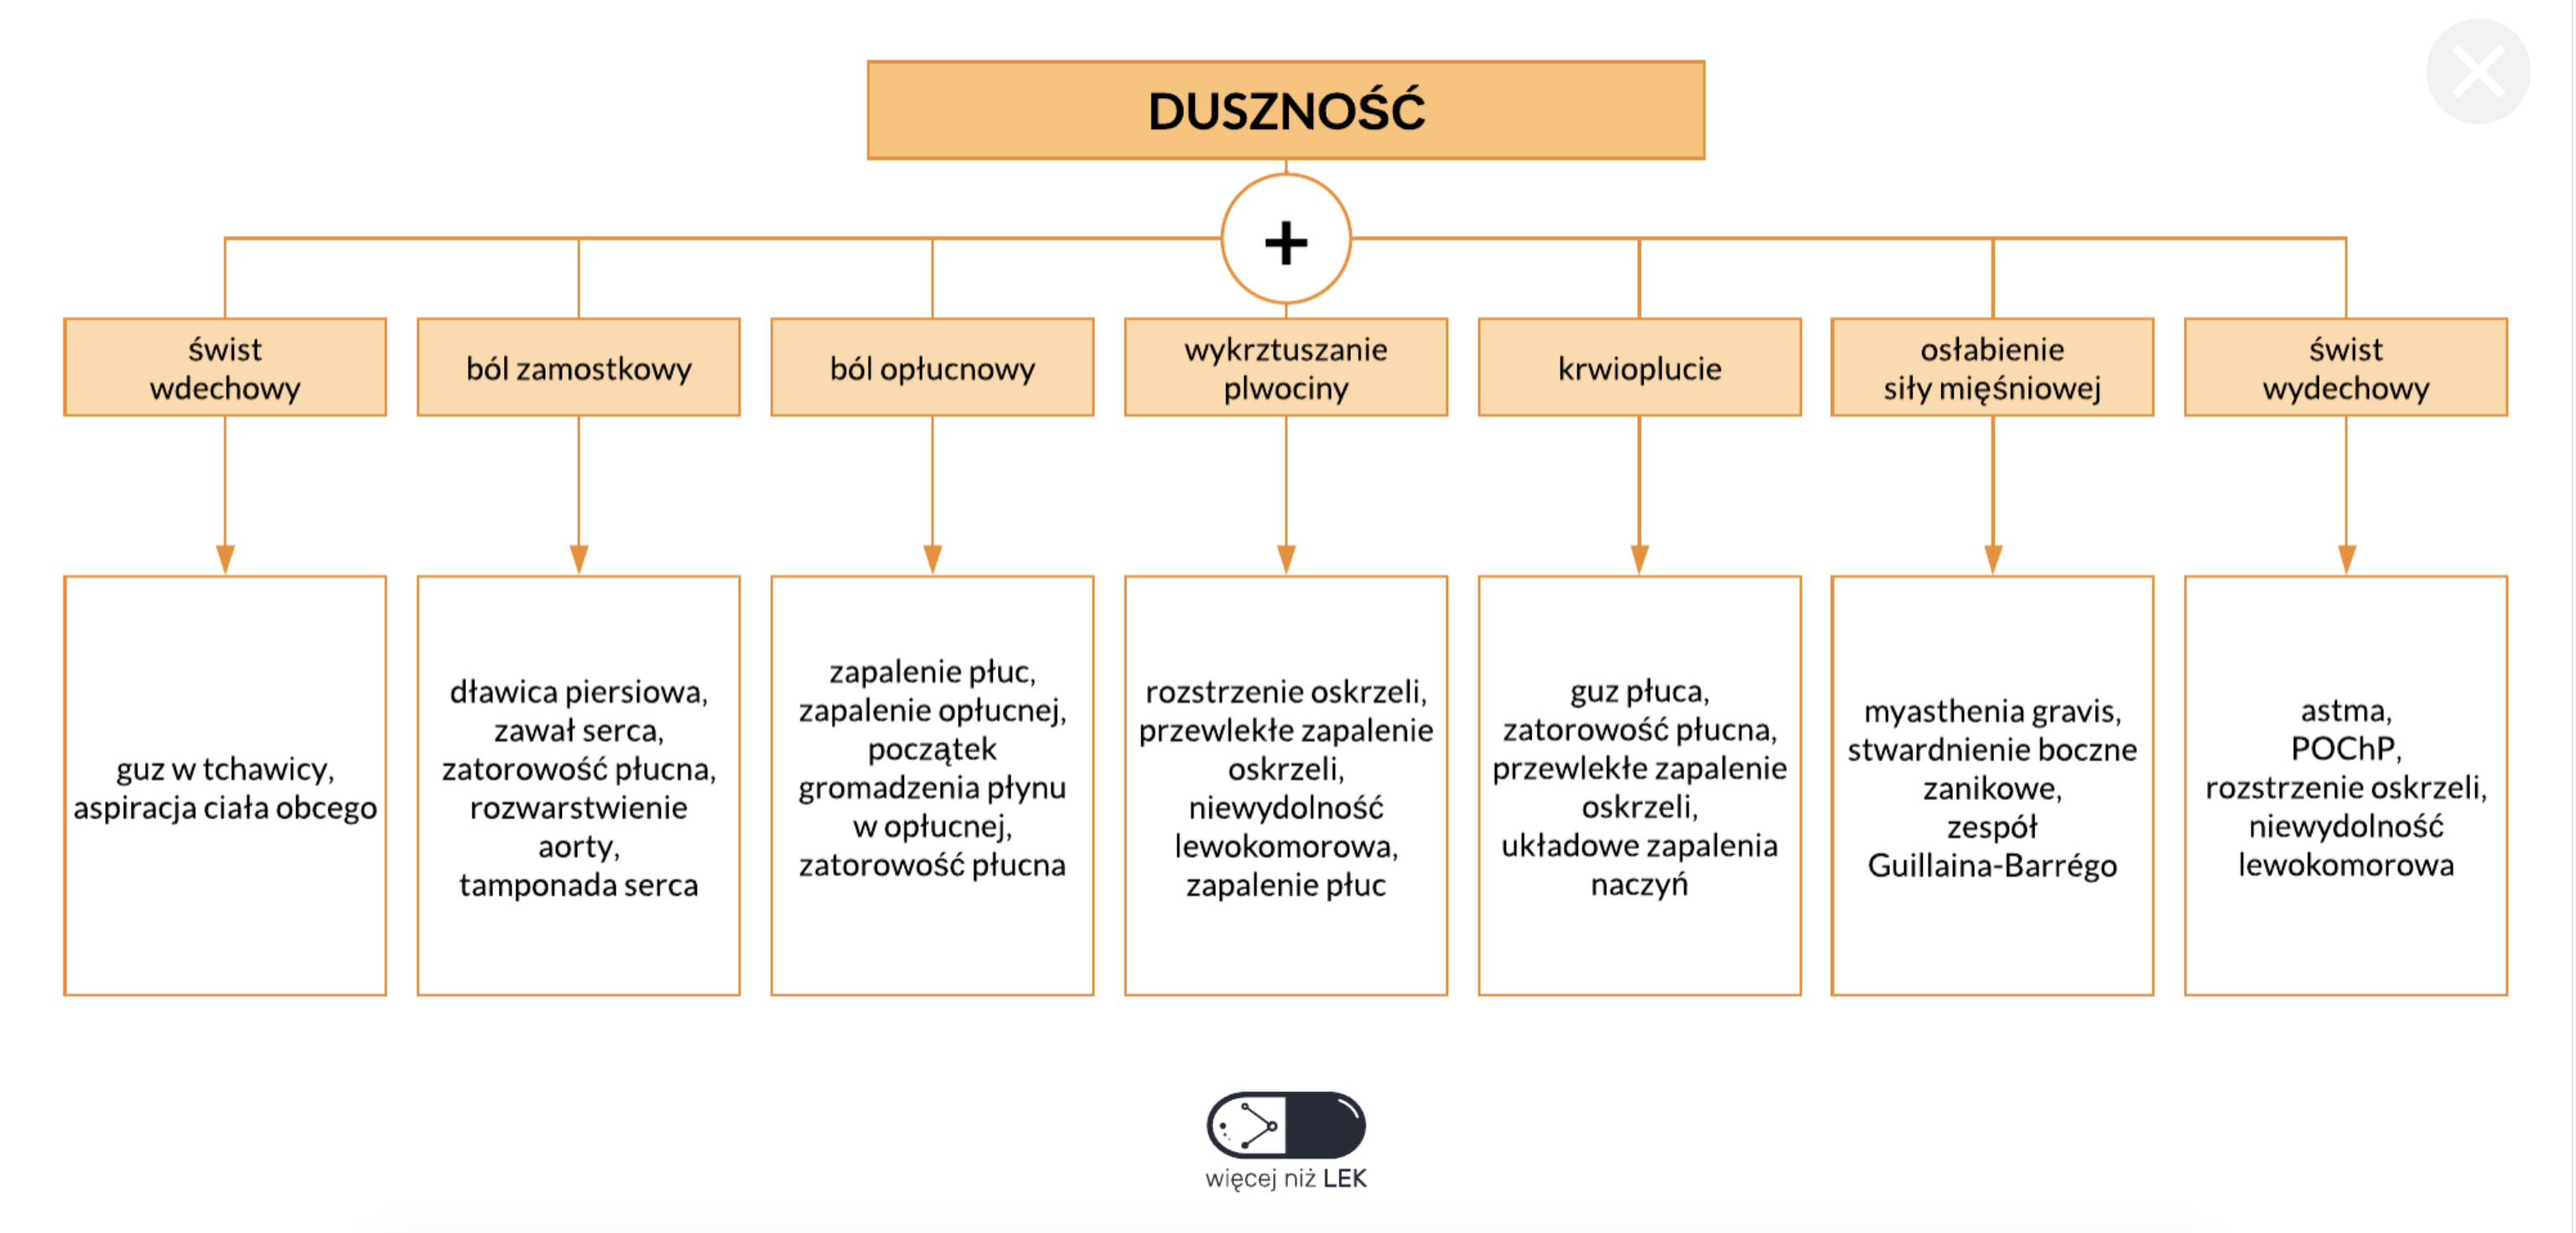 DUSZNOŚĆ
+
świst
wdechowy
ból zamostkowy
ból opłucnowy
wykrztuszanie
plwociny
krwioplucie
osłabienie
siły mięśniowej
świst
wydechowy
guz w tchawicy,
aspiracja ciała obcego
dławica piersiowa,
zawał serca,
zatorowość płucna,
rozwarstwienie
aorty,
tamponada serca
zapalenie płuc,
zapalenie opłucnej,
początek
gromadzenia płynu
w opłucnej,
zatorowość płucna
rozstrzenie oskrzeli,
przewlekłe zapalenie
oskrzeli,
niewydolność
lewokomorowa,
zapalenie płuc
guz płuca,
zatorowość płucna,
przewlekłe zapalenie
oskrzeli,
układowe zapalenia
naczyń
myasthenia gravis,
stwardnienie boczne
zanikowe,
zespół
Guillaina-Barrégo
astma,
POChP,
rozstrzenie oskrzeli,
niewydolność
lewokomorowa
więcej niż LEK